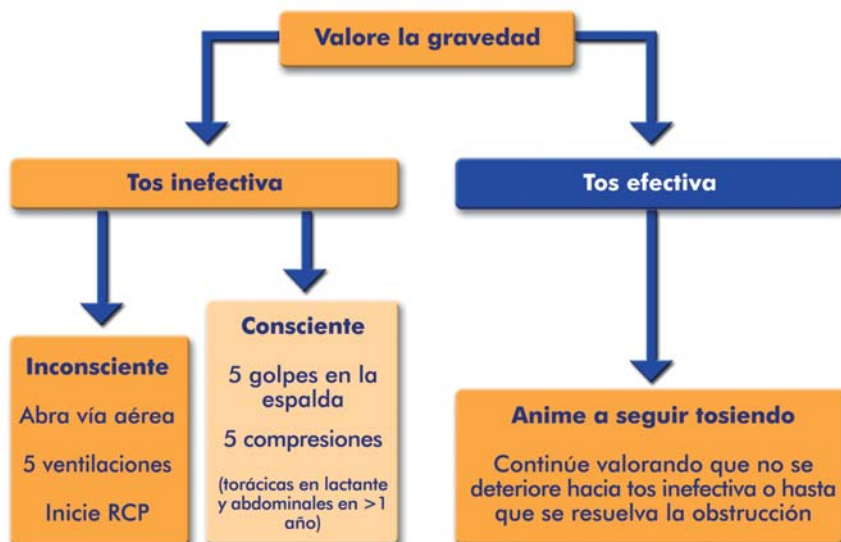 Valore la gravedad
Tos inefectiva
Tos efectiva
Inconsciente
Abra vía aérea
5 ventilaciones
Inicie RCP
Consciente
5 golpes en la
espalda
5 compresiones
(torácicas en lactante
y abdominales en >1
año)
Anime a seguir tosiendo
Continúe valorando que no se
deteriore hacia tos inefectiva o hasta
que se resuelva la obstrucción